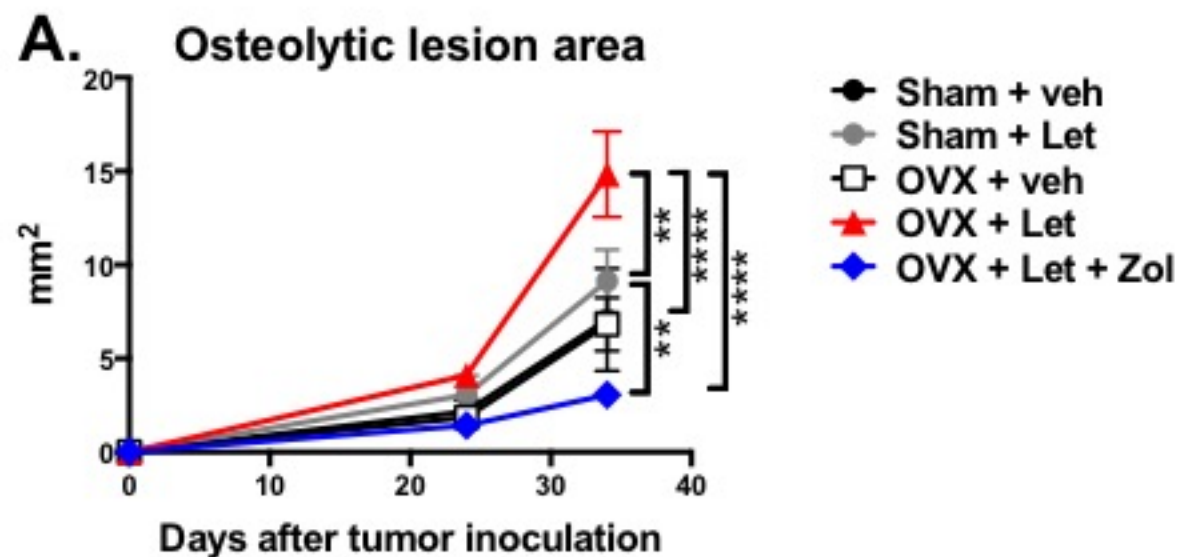 A. Osteolytic lesion area
20
15
10
5
0
mm²
0 10 20 30 40
Days after tumor inoculation
**
****
****
**
Sham + veh
Sham + Let
OVX + veh
OVX + Let
OVX + Let + Zol